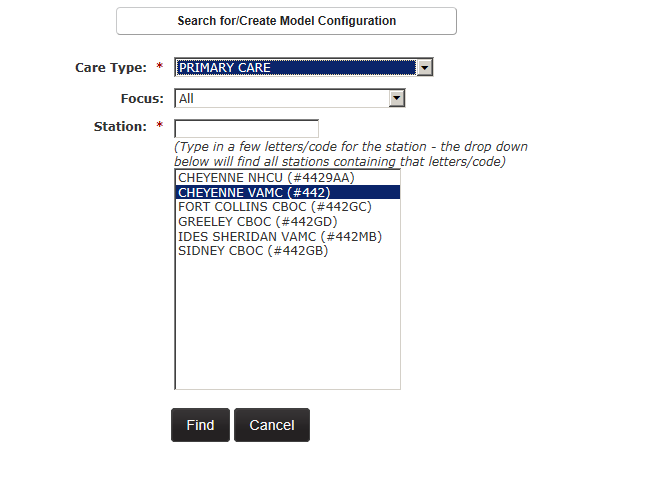 Search for/Create Model Configuration
Care Type: * PRIMARY CARE
Focus: All
Station: *
(Type in a few letters/code for the station - the drop down
below will find all stations containing that letters/code)
CHEYENNE NHCU (#4429AA)
CHEYENNE VAMC (#442)
FORT COLLINS CBOC (#442GC)
GREELEY CBOC (#442GD)
IDES SHERIDAN VAMC (#442MB)
SIDNEY CBOC (#442GB)
Find Cancel